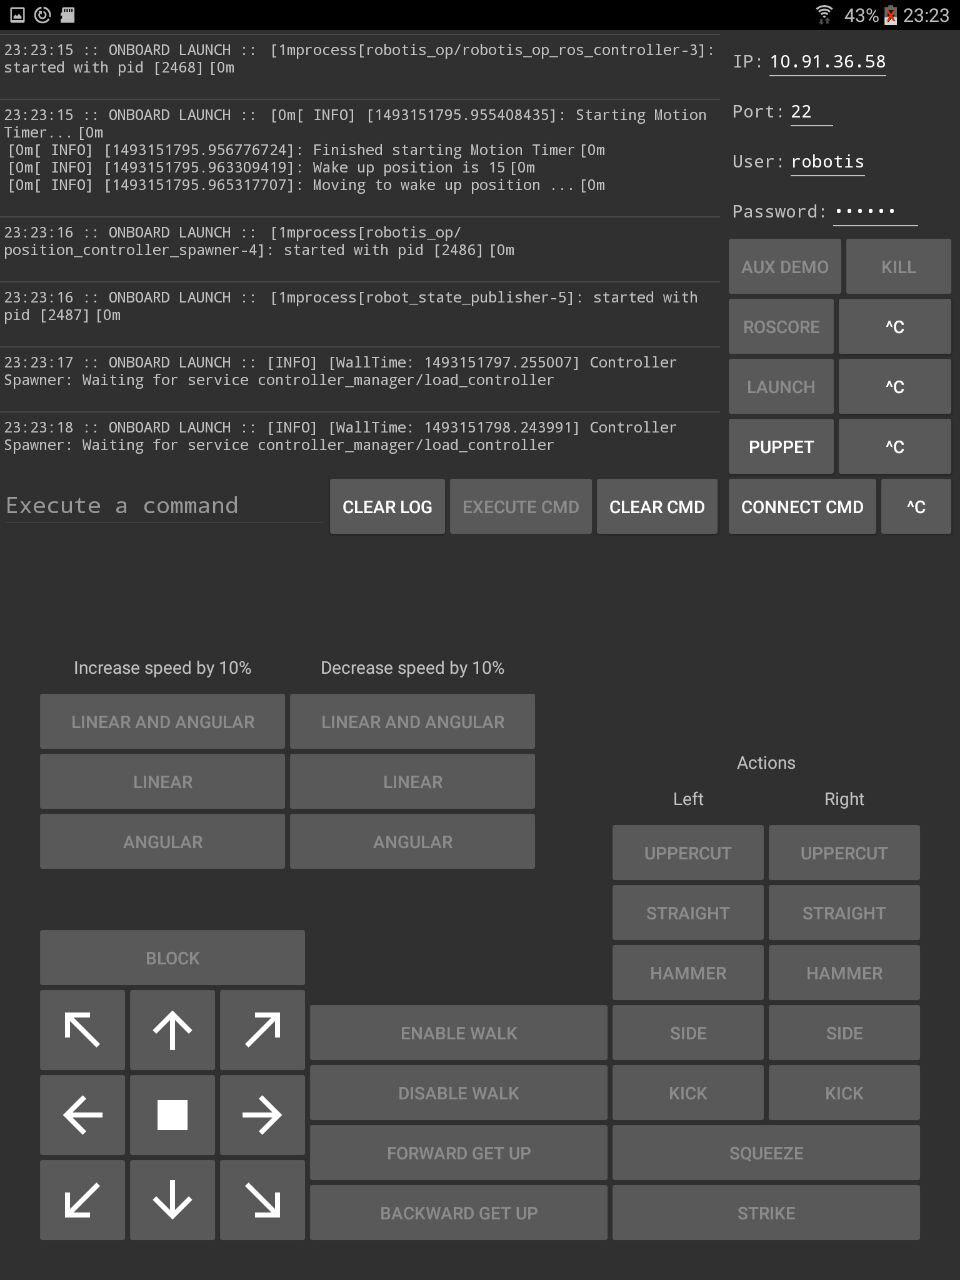 43% 23:23
23:23:15 :: ONBOARD LAUNCH :: [1mprocess[robotis_op/robotis_op_ros_controller-3]:
started with pid [2468][0m
23:23:15 :: ONBOARD LAUNCH :: [0m[ INFO] [1493151795.955408435]: Starting Motion
Timer...[0m
[0m[ INFO] [1493151795.956776724]: Finished starting Motion Timer[0m
[0m[ INFO] [1493151795.963309419]: Wake up position is 15[0m
[0m[ INFO] [1493151795.965317707]: Moving to wake up position ...[0m
23:23:16 :: ONBOARD LAUNCH :: [1mprocess[robotis_op/
position_controller_spawner-4]: started with pid [2486][0m
23:23:16 :: ONBOARD LAUNCH :: [1mprocess[robot_state_publisher-5]: started with
pid [2487][0m
23:23:17 :: ONBOARD LAUNCH :: [INFO] [WallTime: 1493151797.255007] Controller
Spawner: Waiting for service controller_manager/load_controller
23:23:18 :: ONBOARD LAUNCH :: [INFO] [WallTime: 1493151798.243991] Controller
Spawner: Waiting for service controller_manager/load_controller
IP: 10.91.36.58
Port: 22
User: robotis
Password: ••••••
AUX DEMO KILL
ROSCORE ^C
LAUNCH ^C
PUPPET ^C
Execute a command CLEAR LOG EXECUTE CMD CLEAR CMD CONNECT CMD ^C
Increase speed by 10% Decrease speed by 10%
LINEAR AND ANGULAR LINEAR AND ANGULAR
LINEAR LINEAR
ANGULAR ANGULAR
Actions
Left Right
UPPERCUT UPPERCUT
STRAIGHT STRAIGHT
HAMMER HAMMER
SIDE SIDE
KICK KICK
SQUEEZE
STRIKE
BLOCK
ENABLE WALK
DISABLE WALK
FORWARD GET UP
BACKWARD GET UP